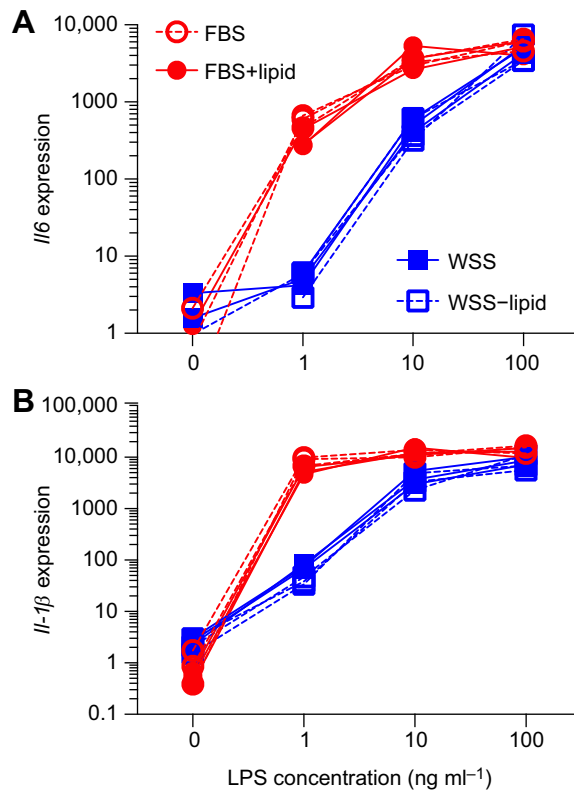 A
10,000
1000
100
10
1
Il6 expression
FBS
FBS+lipid
WSS
WSS−lipid
0 1 10 100
B
100,000
10,000
1000
100
10
1
0.1
Il-1β expression
0 1 10 100
LPS concentration (ng ml⁻¹)